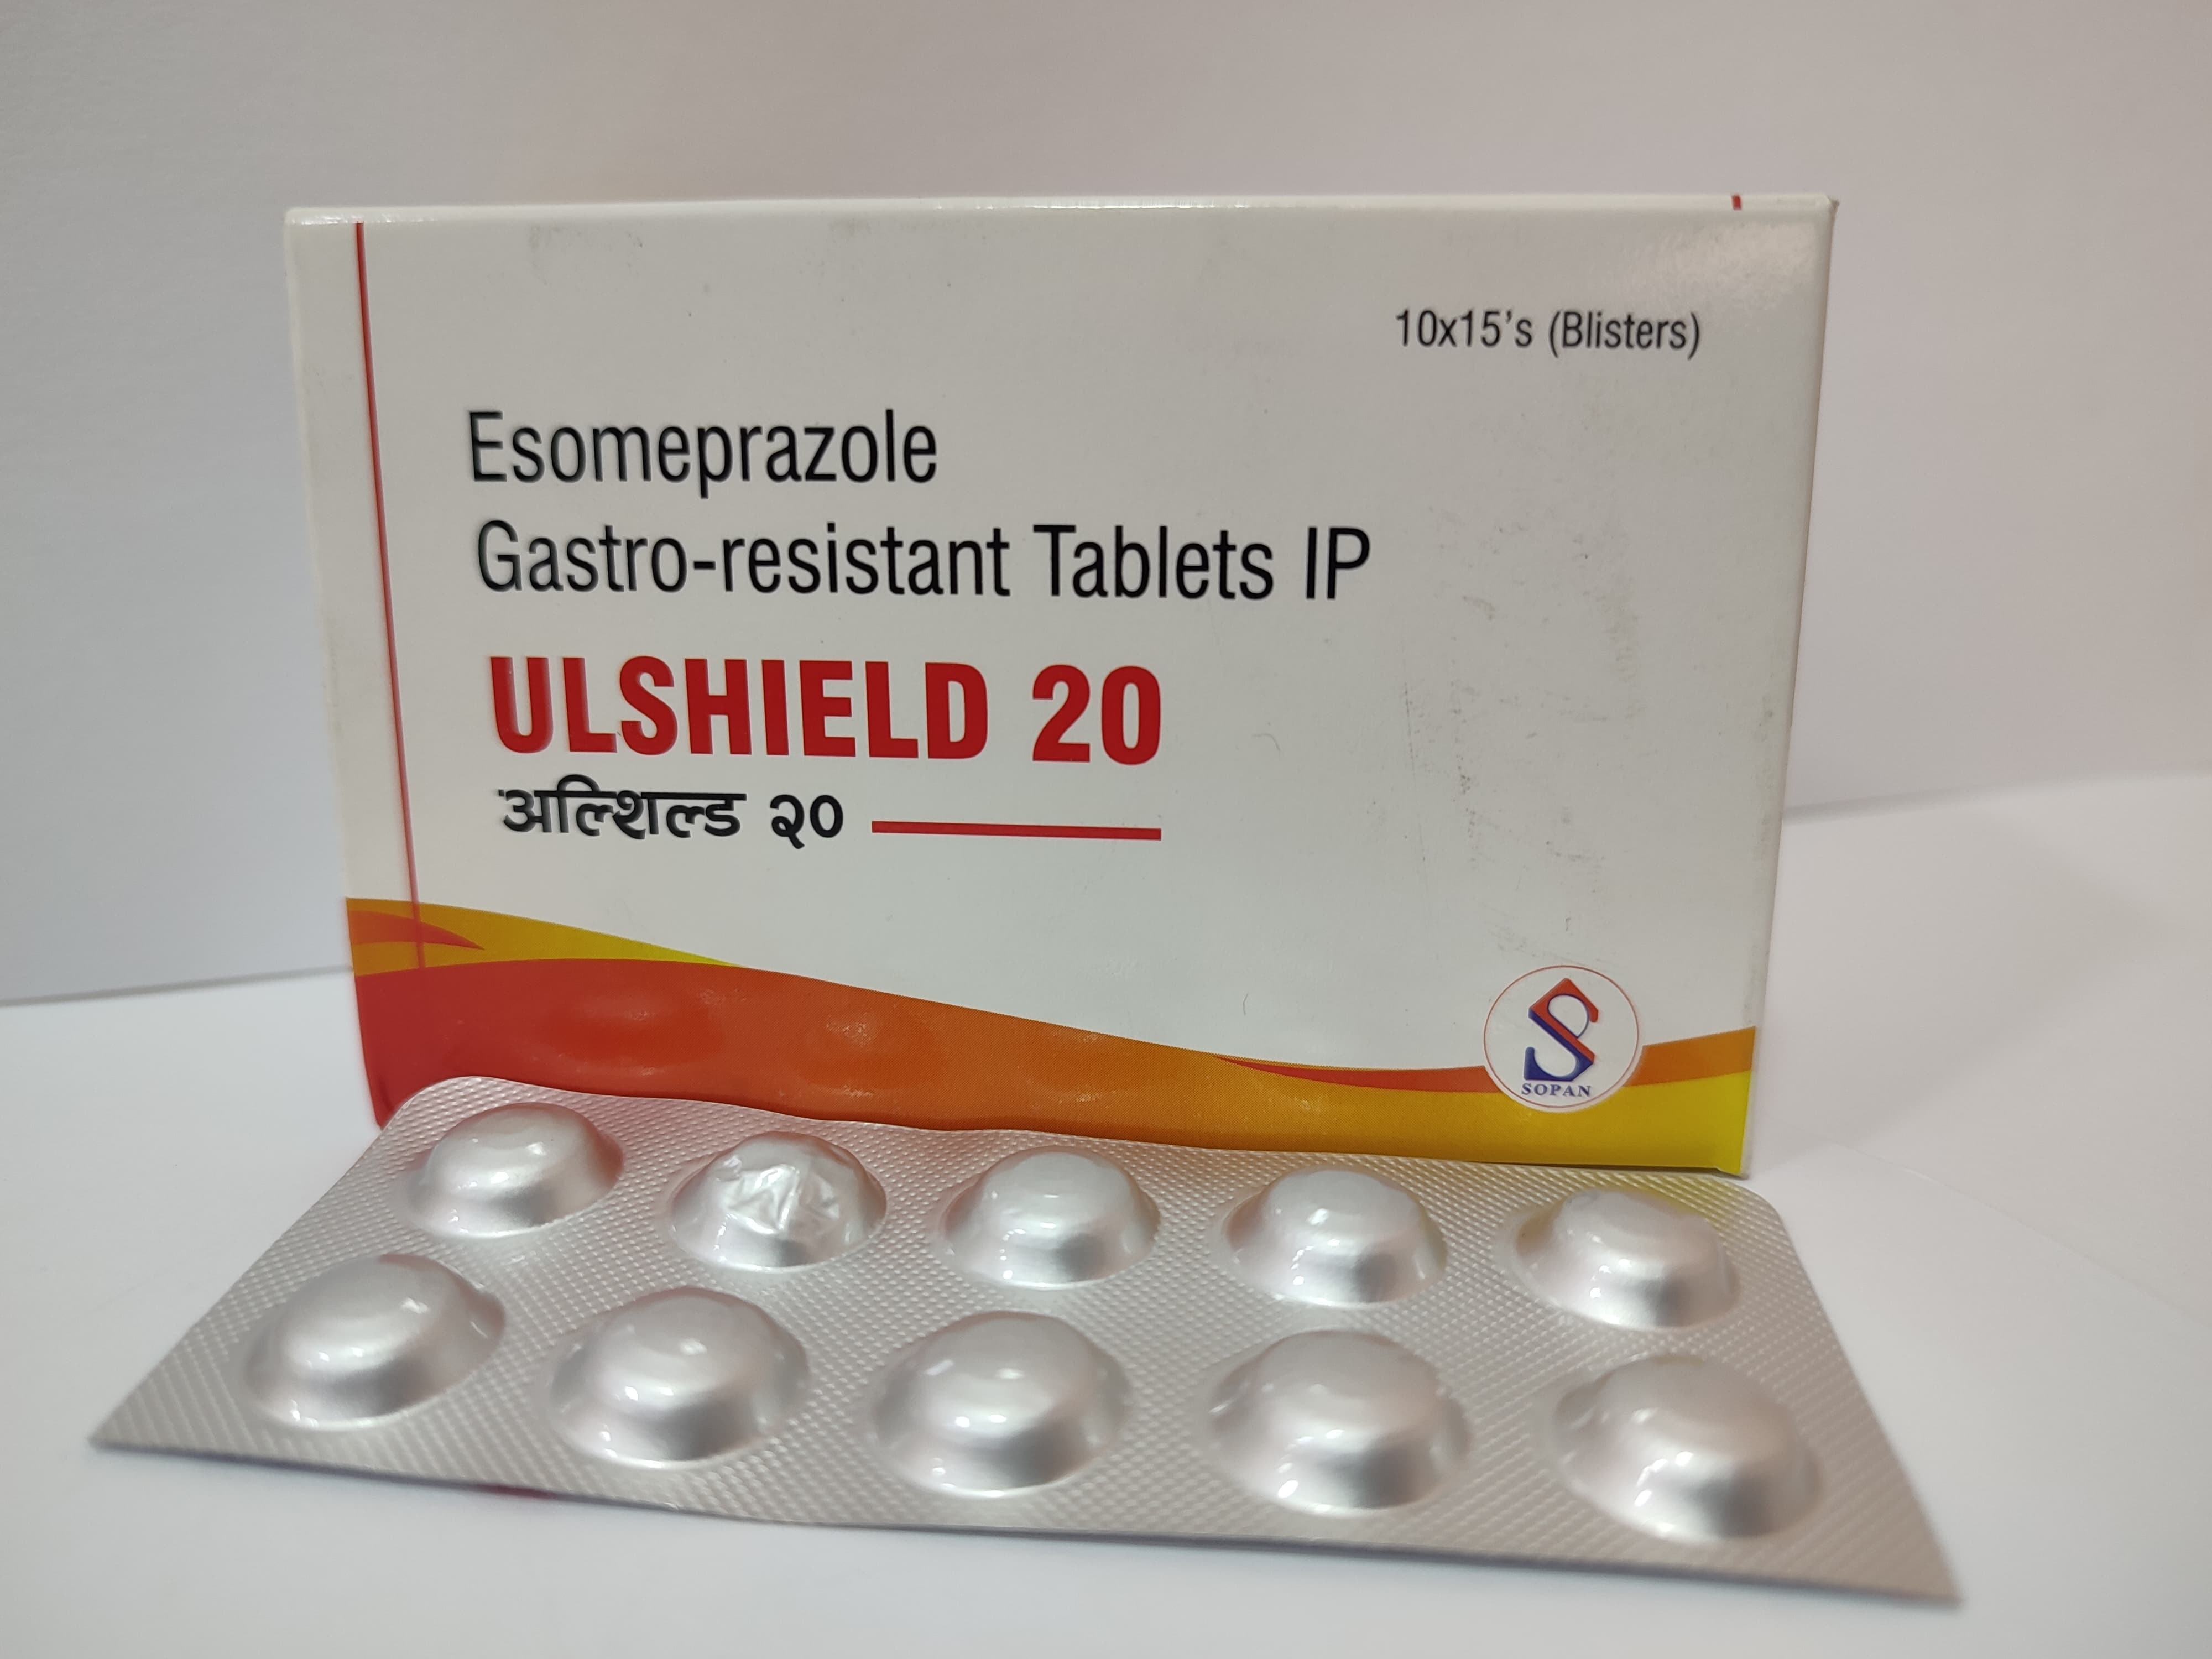 10x15's (Blisters)
Esomeprazole
Gastro-resistant Tablets IP
ULSHIELD 20
अल्शिल्ड २०
SOPAN